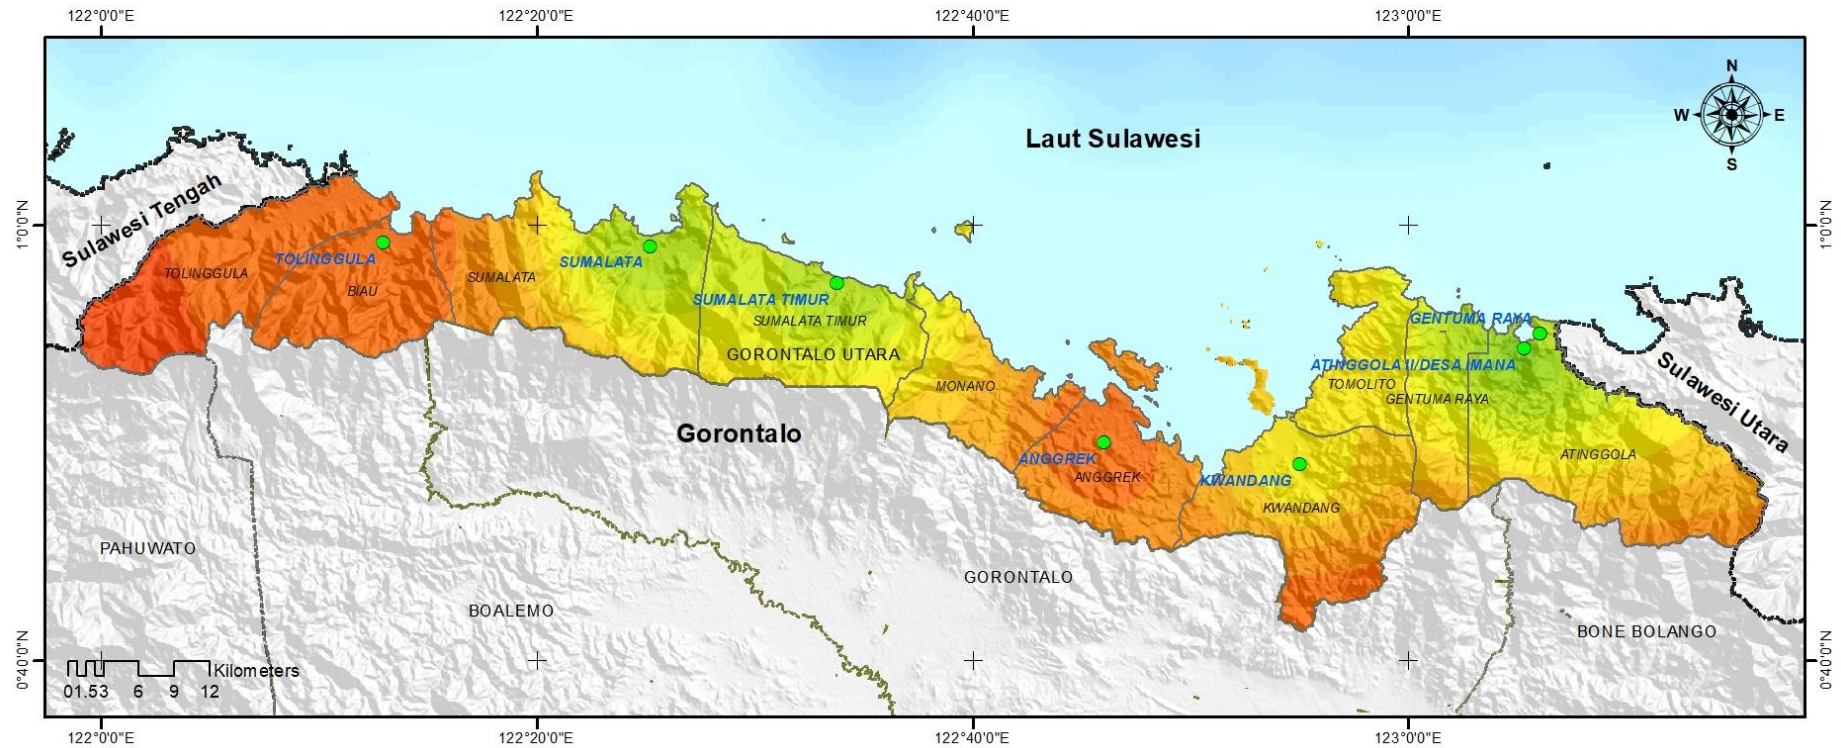 122°0'0"E
122°20'0"E
122°40'0"E
123°0'0"E
N
W
E
S
Laut Sulawesi
Sulawesi Tengah
1°0'0"N
1°0'0"N
TOLINGGULA
TOLINGGULA
BIAU
SUMALATA
SUMALATA
SUMALATA TIMUR
SUMALATA TIMUR
GORONTALO UTARA
GENTUMA RAYA
ATINGGOLA II/DESA IMANA
TOMOLITO
GENTUMA RAYA
Sulawesi Utara
MONANO
Gorontalo
ANGGREK
ANGGREK
KWANDANG
KWANDANG
ATINGGOLA
PAHUWATO
BOALEMO
GORONTALO
BONE BOLANGO
0°40'0"N
0°40'0"N
Kilometers
0 1.5 3 6 9 12
122°0'0"E
122°20'0"E
122°40'0"E
123°0'0"E